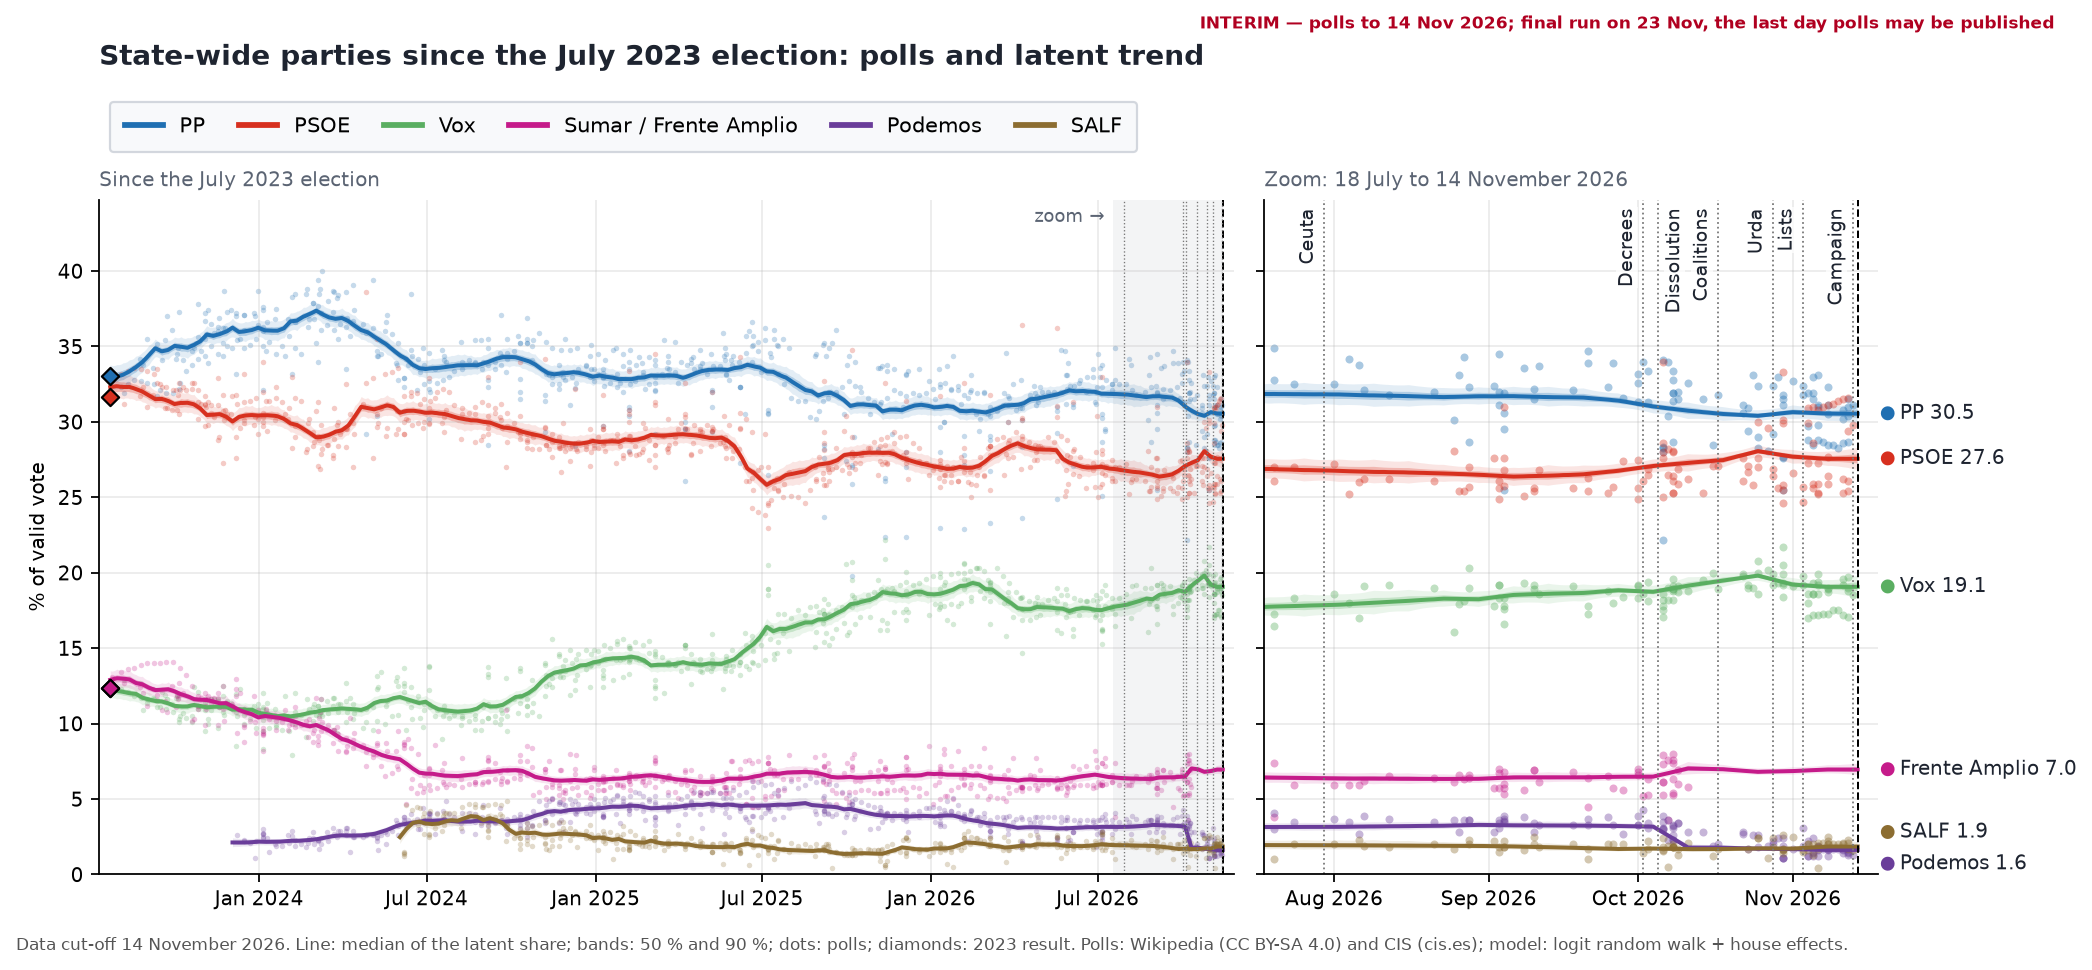 INTERIM — polls to 14 Nov 2026; final run on 23 Nov, the last day polls may be published
State-wide parties since the July 2023 election: polls and latent trend
PP PSOE Vox Sumar / Frente Amplio Podemos SALF
Since the July 2023 election
Zoom: 18 July to 14 November 2026
zoom →
Ceuta
Decrees
Dissolution
Coalitions
Urda
Lists
Campaign
% of valid vote
40
35
30
25
20
15
10
5
0
PP 30.5
PSOE 27.6
Vox 19.1
Frente Amplio 7.0
SALF 1.9
Podemos 1.6
Jan 2024 Jul 2024 Jan 2025 Jul 2025 Jan 2026 Jul 2026
Aug 2026 Sep 2026 Oct 2026 Nov 2026
Data cut-off 14 November 2026. Line: median of the latent share; bands: 50 % and 90 %; dots: polls; diamonds: 2023 result. Polls: Wikipedia (CC BY-SA 4.0) and CIS (cis.es); model: logit random walk + house effects.